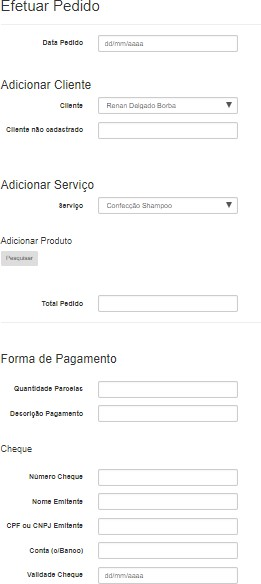 Efetuar Pedido
Data Pedido dd/mm/aaaa
Adicionar Cliente
Cliente Renan Delgado Borba
Cliente não cadastrado
Adicionar Serviço
Serviço Confecção Shampoo
Adicionar Produto
Pesquisar
Total Pedido
Forma de Pagamento
Quantidade Parcelas
Descrição Pagamento
Cheque
Número Cheque
Nome Emitente
CPF ou CNPJ Emitente
Conta (c/Banco)
Validade Cheque dd/mm/aaaa